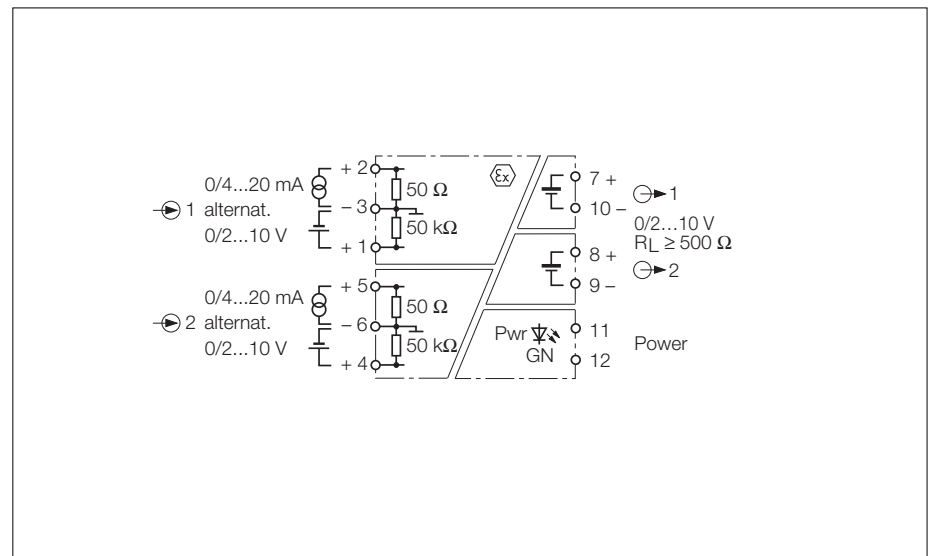 0/4...20 mA
1 alternat.
0/2...10 V
+ 2
– 3
+ 1
50 Ω
50 kΩ
εx
7 +
10 –
1
0/2...10 V
RL ≥ 500 Ω
8 +
9 –
2
0/4...20 mA
2 alternat.
0/2...10 V
+ 5
– 6
+ 4
50 Ω
50 kΩ
Pwr
GN
11
12
Power